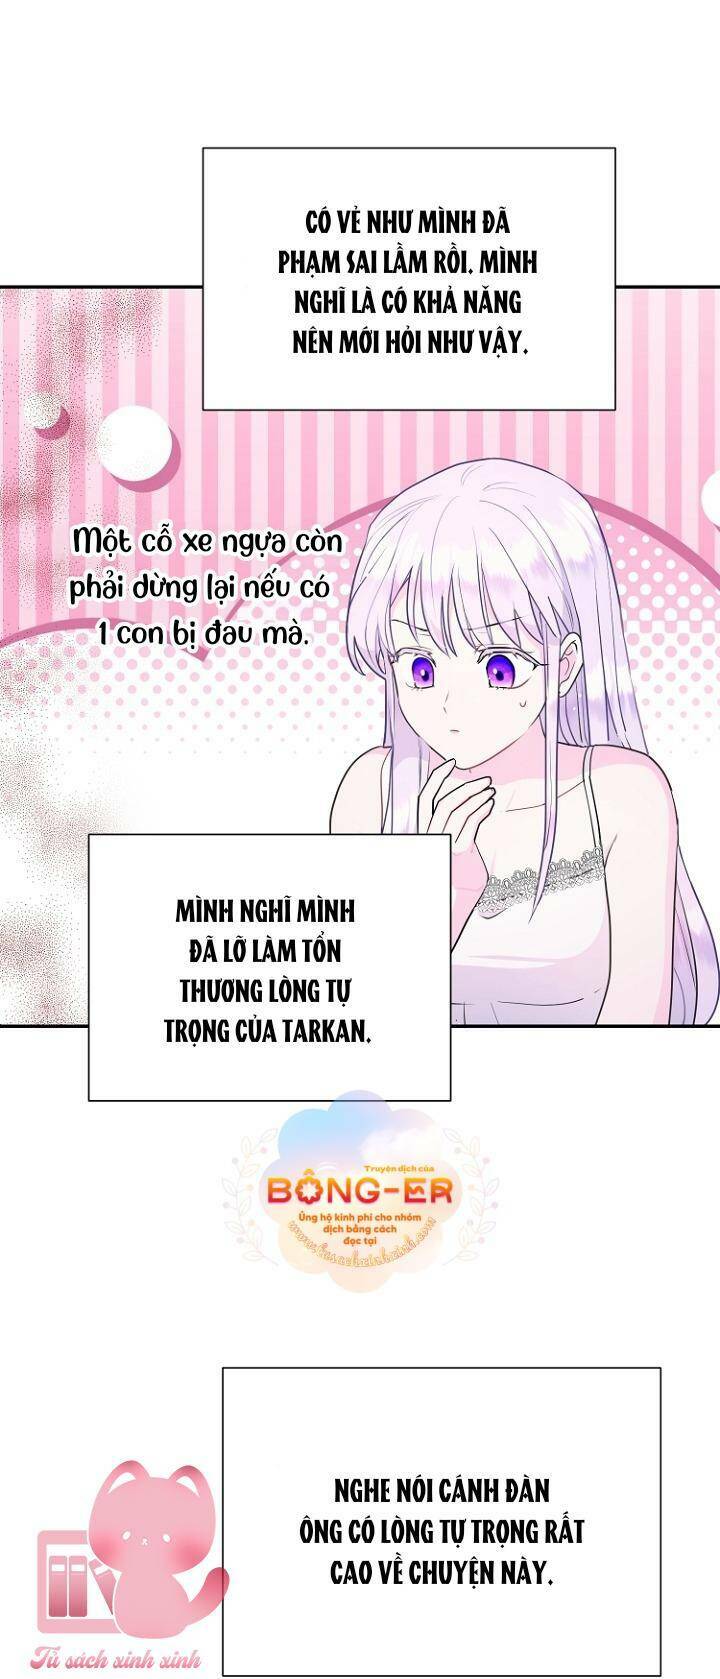 CÓ VẺ NHƯ MÌNH ĐÃ
PHẠM SAI LẦM RỒI. MÌNH
NGHĨ LÀ CÓ KHẢ NĂNG
NÊN MỚI HỎI NHƯ VẬY.
Một cỗ xe ngựa còn
phải dừng lại nếu có
1 con bị đau mà.
MÌNH NGHĨ MÌNH
ĐÃ LỠ LÀM TỔN
THƯƠNG LÒNG TỰ
TRỌNG CỦA TARKAN.
Truyện dịch của
BÔNG-ER
Ủng hộ kinh phí cho nhóm
dịch bằng cách
đọc tại
www.tusachxinhxinh.com
NGHE NÓI CÁNH ĐÀN
ÔNG CÓ LÒNG TỰ TRỌNG RẤT
CAO VỀ CHUYỆN NÀY.
Tủ sách xinh xinh